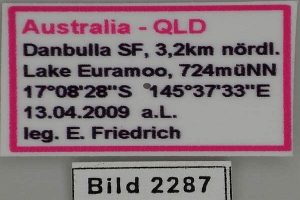 Australia - QLD
Danbulla SF, 3,2km nördl.
Lake Euramoo, 724müNN
17°08'28"S 145°37'33"E
13.04.2009 a.L.
leg. E. Friedrich
Bild 2287